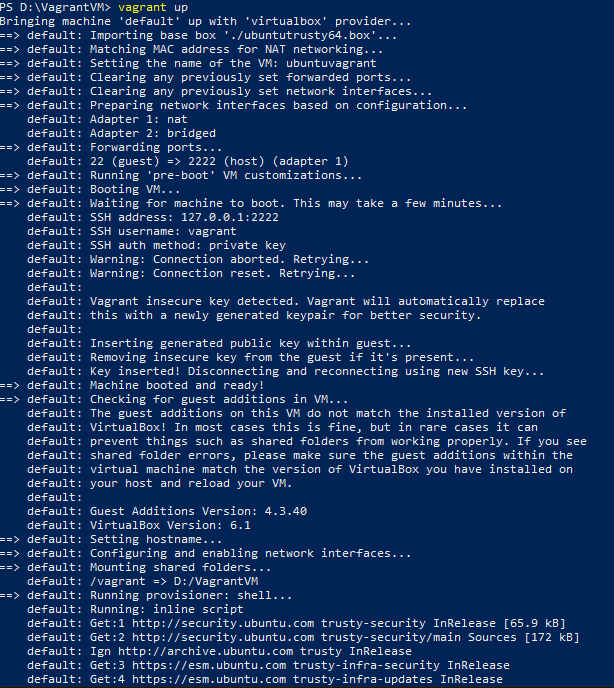 PS D:\VagrantVM> vagrant up
Bringing machine 'default' up with 'virtualbox' provider...
==> default: Importing base box './ubuntutrusty64.box'...
==> default: Matching MAC address for NAT networking...
==> default: Setting the name of the VM: ubuntuvagrant
==> default: Clearing any previously set forwarded ports...
==> default: Clearing any previously set network interfaces...
==> default: Preparing network interfaces based on configuration...
    default: Adapter 1: nat
    default: Adapter 2: bridged
==> default: Forwarding ports...
    default: 22 (guest) => 2222 (host) (adapter 1)
==> default: Running 'pre-boot' VM customizations...
==> default: Booting VM...
==> default: Waiting for machine to boot. This may take a few minutes...
    default: SSH address: 127.0.0.1:2222
    default: SSH username: vagrant
    default: SSH auth method: private key
    default: Warning: Connection aborted. Retrying...
    default: Warning: Connection reset. Retrying...
    default:
    default: Vagrant insecure key detected. Vagrant will automatically replace
    default: this with a newly generated keypair for better security.
    default:
    default: Inserting generated public key within guest...
    default: Removing insecure key from the guest if it's present...
    default: Key inserted! Disconnecting and reconnecting using new SSH key...
==> default: Machine booted and ready!
==> default: Checking for guest additions in VM...
    default: The guest additions on this VM do not match the installed version of
    default: VirtualBox! In most cases this is fine, but in rare cases it can
    default: prevent things such as shared folders from working properly. If you see
    default: shared folder errors, please make sure the guest additions within the
    default: virtual machine match the version of VirtualBox you have installed on
    default: your host and reload your VM.
    default:
    default: Guest Additions Version: 4.3.40
    default: VirtualBox Version: 6.1
==> default: Setting hostname...
==> default: Configuring and enabling network interfaces...
==> default: Mounting shared folders...
    default: /vagrant => D:/VagrantVM
==> default: Running provisioner: shell...
    default: Running: inline script
    default: Get:1 http://security.ubuntu.com trusty-security InRelease [65.9 kB]
    default: Get:2 http://security.ubuntu.com trusty-security/main Sources [172 kB]
    default: Ign http://archive.ubuntu.com trusty InRelease
    default: Get:3 https://esm.ubuntu.com trusty-infra-security InRelease
    default: Get:4 https://esm.ubuntu.com trusty-infra-updates InRelease